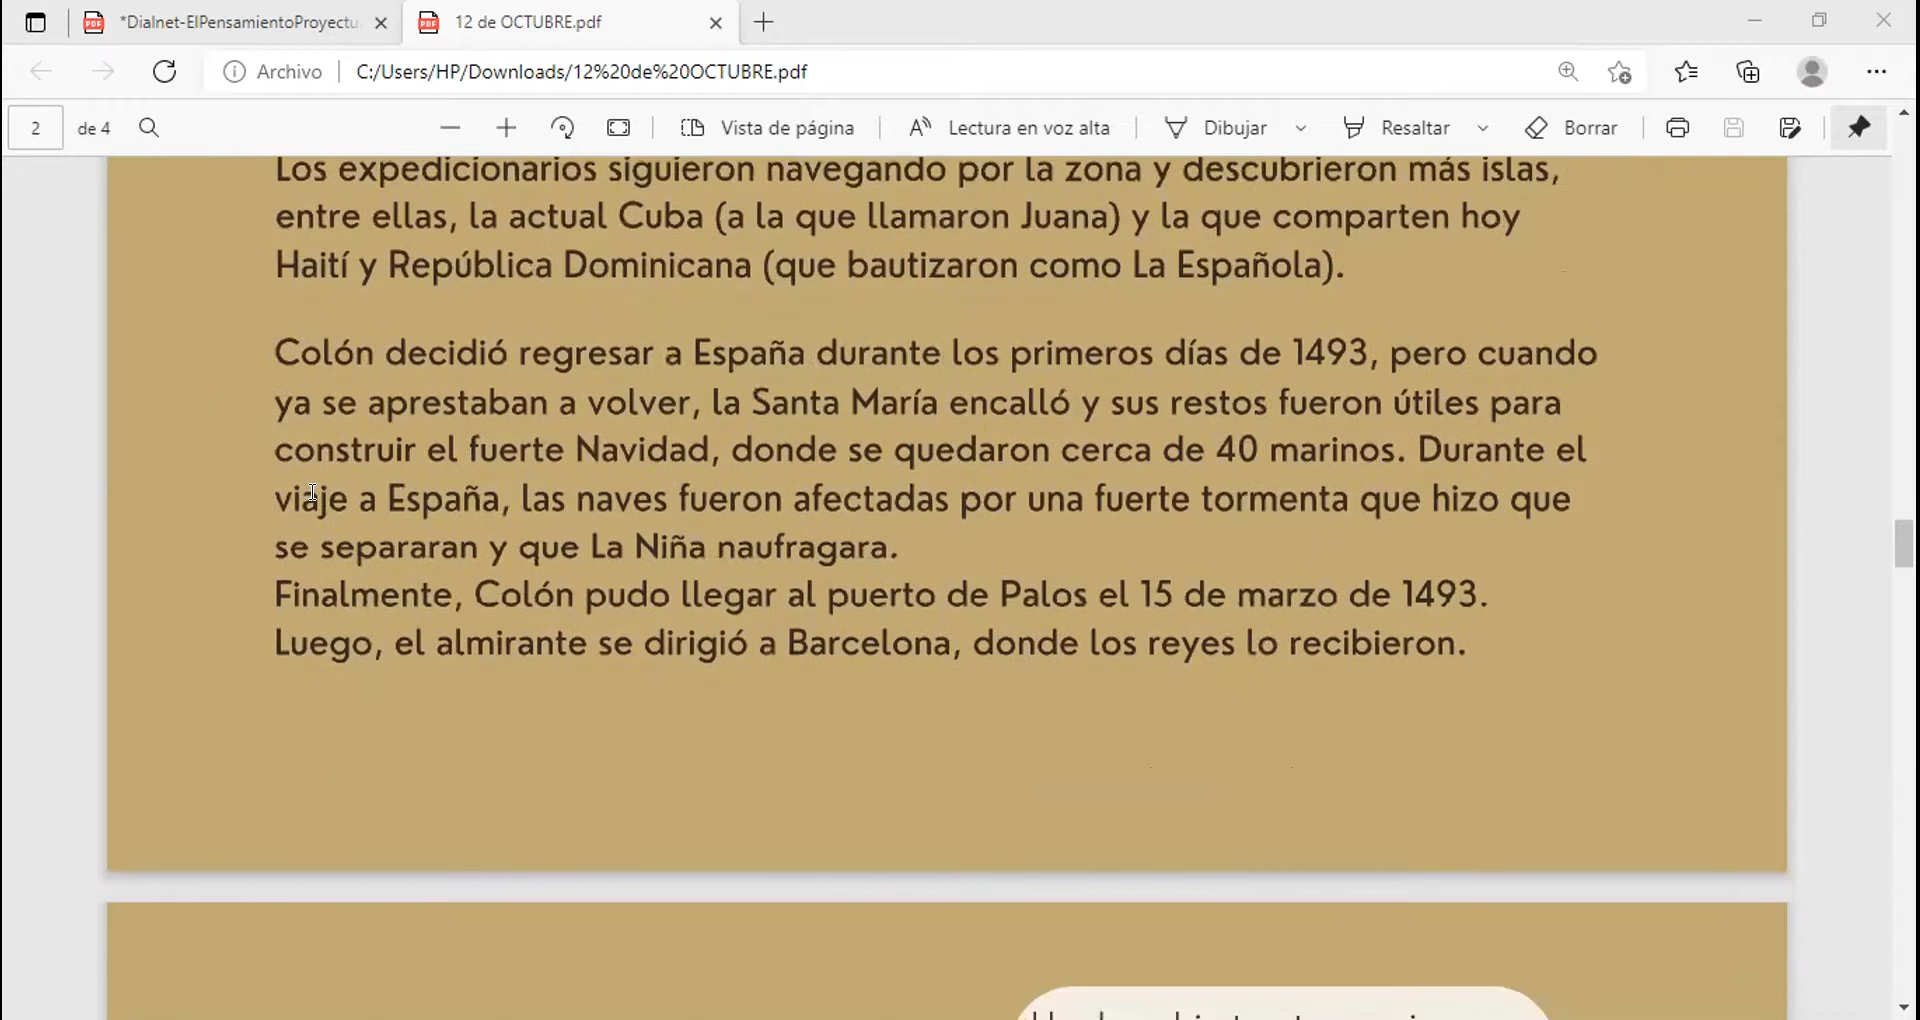 *Dialnet-ElPensamientoProyectu
12 de OCTUBRE.pdf
Archivo
C:/Users/HP/Downloads/12%20de%20OCTUBRE.pdf
2
de 4
Vista de página
Lectura en voz alta
Dibujar
Resaltar
Borrar
Los expedicionarios siguieron navegando por la zona y descubrieron más islas,
entre ellas, la actual Cuba (a la que llamaron Juana) y la que comparten hoy
Haití y República Dominicana (que bautizaron como La Española).
Colón decidió regresar a España durante los primeros días de 1493, pero cuando
ya se aprestaban a volver, la Santa María encalló y sus restos fueron útiles para
construir el fuerte Navidad, donde se quedaron cerca de 40 marinos. Durante el
viaje a España, las naves fueron afectadas por una fuerte tormenta que hizo que
se separaran y que La Niña naufragara.
Finalmente, Colón pudo llegar al puerto de Palos el 15 de marzo de 1493.
Luego, el almirante se dirigió a Barcelona, donde los reyes lo recibieron.